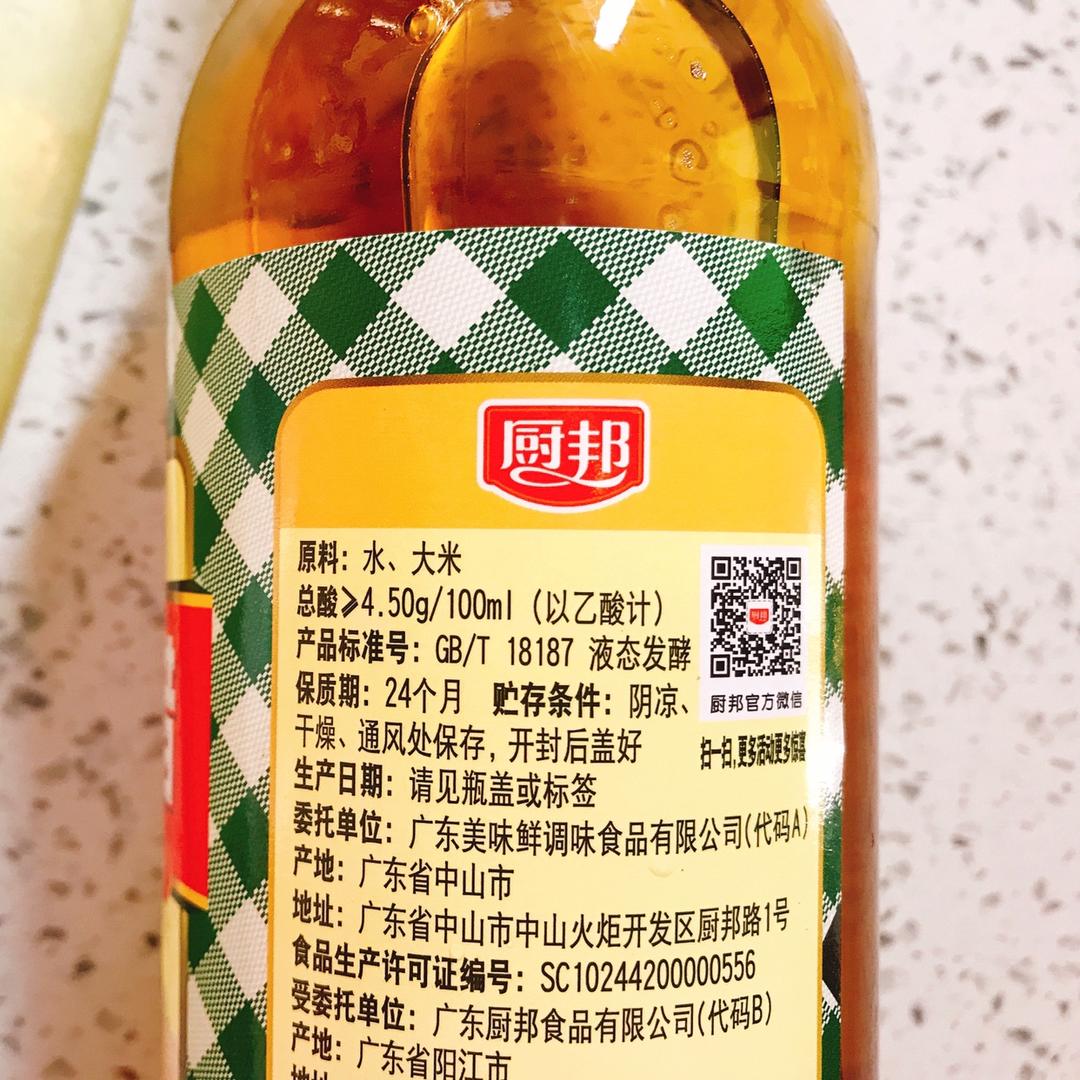 厨邦
原料：水、大米
总酸≥4.50g/100ml（以乙酸计）
产品标准号：GB/T 18187 液态发酵
保质期：24个月 贮存条件：阴凉、
干燥、通风处保存，开封后盖好
厨邦官方微信
扫一扫,更多活动更多惊喜
生产日期：请见瓶盖或标签
委托单位：广东美味鲜调味食品有限公司(代码A)
产地：广东省中山市
地址：广东省中山市中山火炬开发区厨邦路1号
食品生产许可证编号：SC10244200000556
受委托单位：广东厨邦食品有限公司(代码B)
产地：广东省阳江市